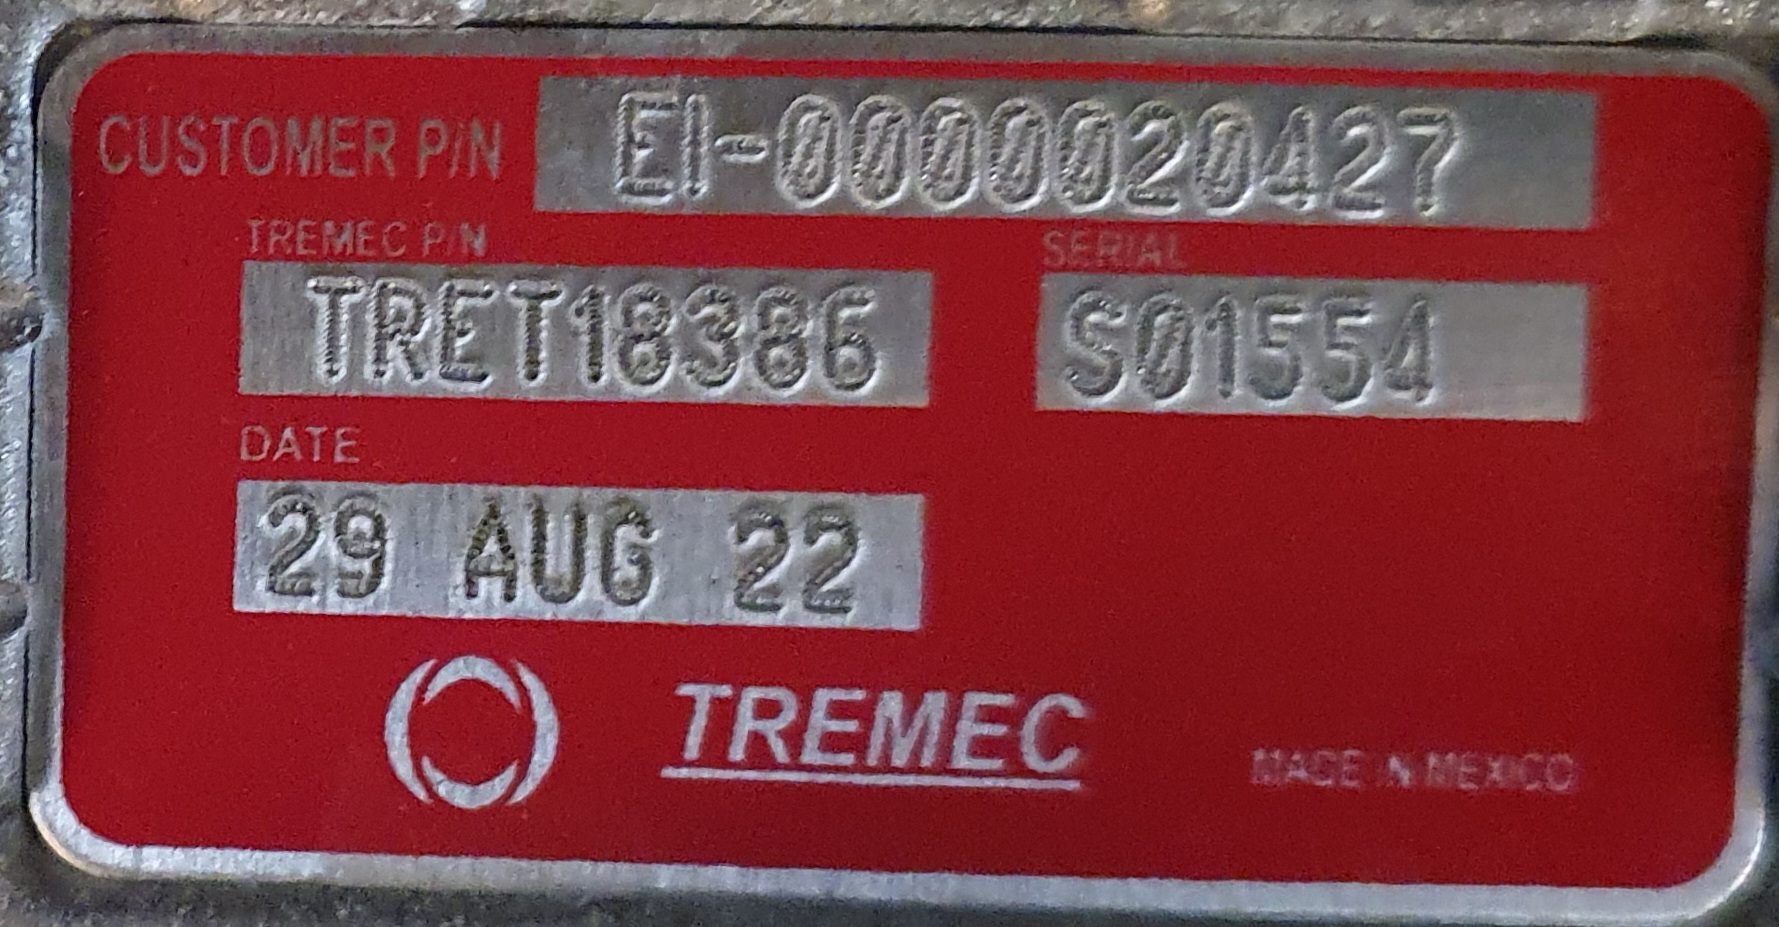 CUSTOMER P/N EI-0000020427
TREMEC P/N SERIAL
TRET18386 S01554
DATE
29 AUG 22
TREMEC
MADE IN MEXICO